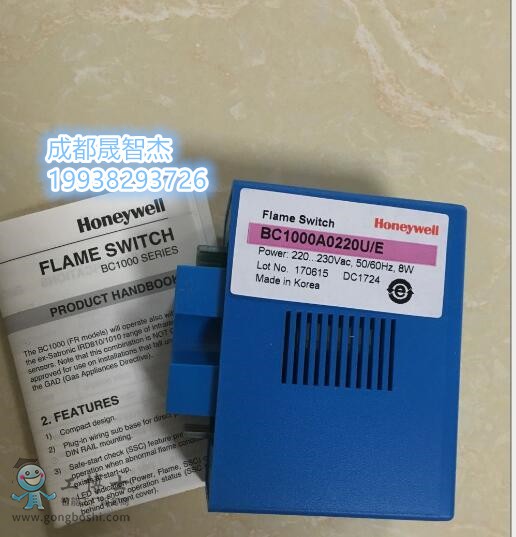 成都晟智杰
19938293726
Honeywell
FLAME SWITCH
BC1000 SERIES
PRODUCT HANDBOOK
The BC1000 (FR models) will operate also wi
the ex-Satronic IRD810/1010 range of infrare
sensors. Note that this combination is NOT
approved for use on installations that fall un
the GAD (Gas Appliances Directive).
2. FEATURES
1) Compact design.
2) Plug-in wiring sub base for direct p
DIN RAIL mounting.
3) Safe-start check (SSC) feature pre
operation when abnormal flame con
exist at start-up.
LED indication (Power, Flame, SSC)
front to show operation status (SSC
behind the front cover).
Flame Switch
Honeywell
BC1000A0220U/E
Power: 220...230Vac, 50/60Hz, 8W
Lot No. 170615 DC1724
Made in Korea
www.gongboshi.com